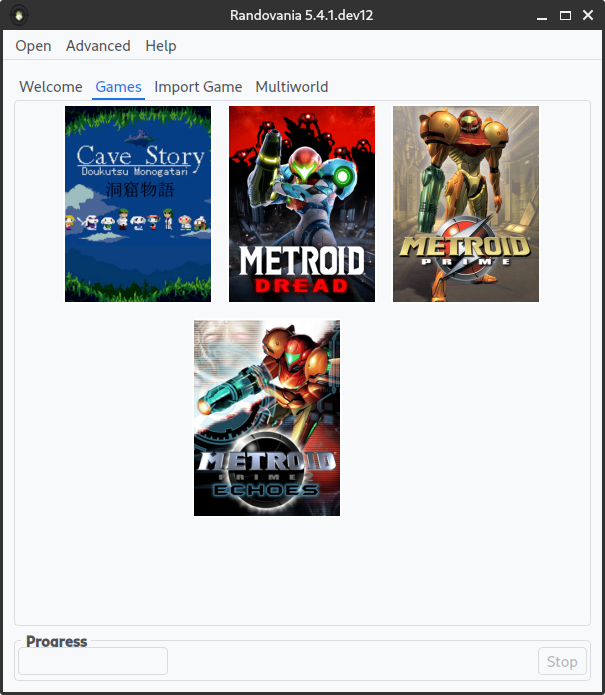 Randovania 5.4.1.dev12
Open Advanced Help
Welcome Games Import Game Multiworld
Cave Story
Doukutsu Monogatari
洞窟物語
METROID
DREAD
METROID
PRIME
METROID
PRIME 2
ECHOES
Progress
Stop